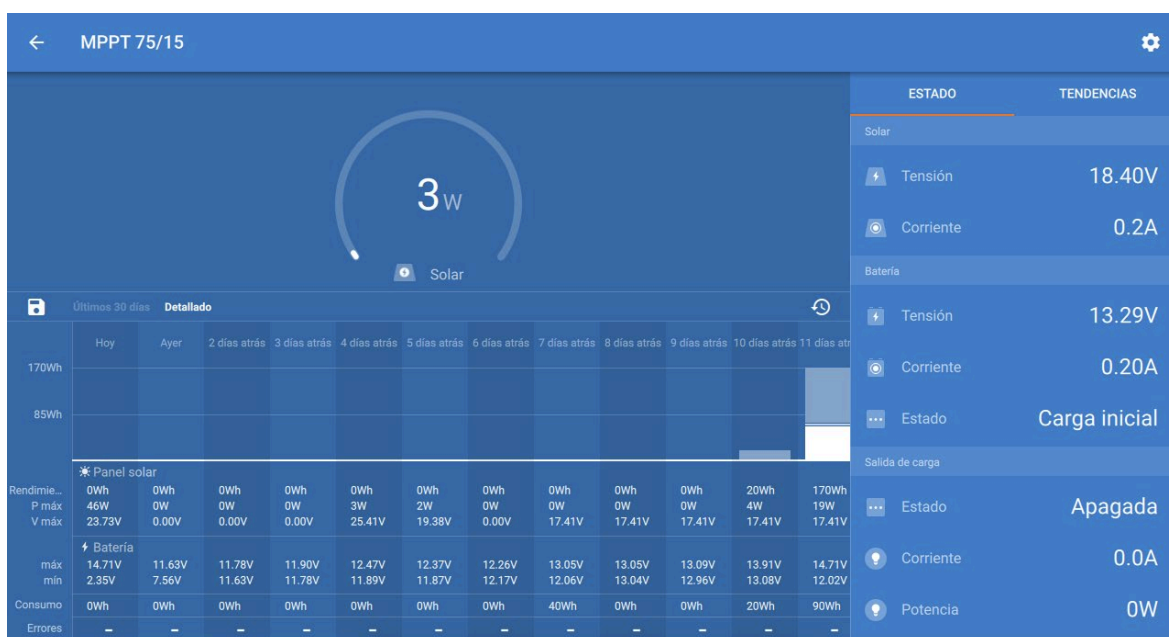 MPPT 75/15
3W
Solar
Últimos 30 días Detallado
Hoy Ayer 2 días atrás 3 días atrás 4 días atrás 5 días atrás 6 días atrás 7 días atrás 8 días atrás 9 días atrás 10 días atrás 11 días atr
170Wh
85Wh
Panel solar
Rendimie... 0Wh 0Wh 0Wh 0Wh 0Wh 0Wh 0Wh 0Wh 0Wh 0Wh 20Wh 170Wh
P máx 46W 0W 0W 0W 3W 2W 0W 0W 0W 0W 4W 19W
V máx 23.73V 0.00V 0.00V 0.00V 25.41V 19.38V 0.00V 17.41V 17.41V 17.41V 17.41V 17.41V
Batería
máx 14.71V 11.63V 11.78V 11.90V 12.47V 12.37V 12.26V 13.05V 13.05V 13.09V 13.91V 14.71V
mín 2.35V 7.56V 11.63V 11.78V 11.89V 11.87V 12.17V 12.06V 13.04V 12.96V 13.08V 12.02V
Consumo 0Wh 0Wh 0Wh 0Wh 0Wh 0Wh 0Wh 40Wh 0Wh 0Wh 20Wh 90Wh
Errores – – – – – – – – – – – –
ESTADO TENDENCIAS
Solar
Tensión 18.40V
Corriente 0.2A
Batería
Tensión 13.29V
Corriente 0.20A
Estado Carga inicial
Salida de carga
Estado Apagada
Corriente 0.0A
Potencia 0W